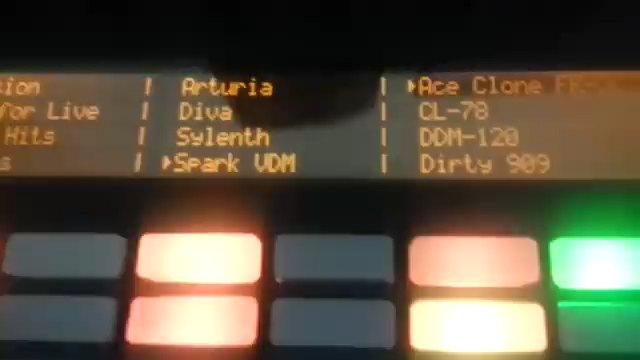 ion | Arturia | ▸Ace Clone
for Live | Diva | CL-78
Hits | Sylenth | DDM-120
s | ▸Spark VDM | Dirty 909